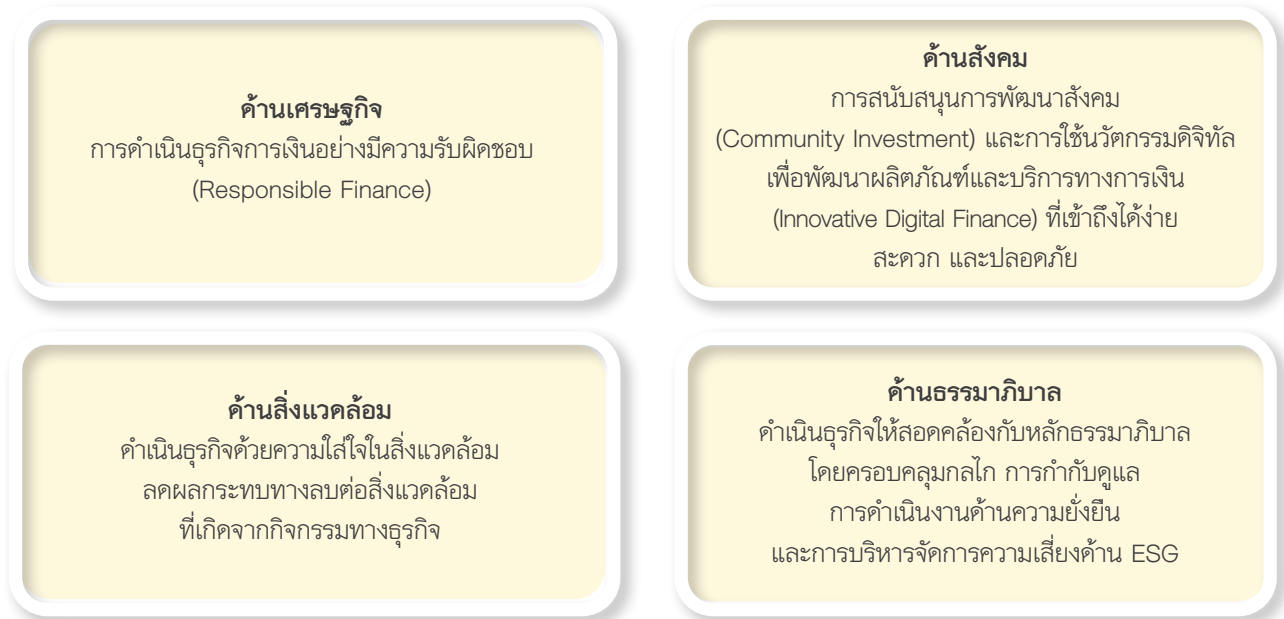 ด้านเศรษฐกิจ
การดำเนินธุรกิจการเงินอย่างมีความรับผิดชอบ
(Responsible Finance)
ด้านสังคม
การสนับสนุนการพัฒนาสังคม
(Community Investment) และการใช้นวัตกรรมดิจิทัล
เพื่อพัฒนาผลิตภัณฑ์และบริการทางการเงิน
(Innovative Digital Finance) ที่เข้าถึงได้ง่าย
สะดวก และปลอดภัย
ด้านสิ่งแวดล้อม
ดำเนินธุรกิจด้วยความใส่ใจในสิ่งแวดล้อม
ลดผลกระทบทางลบต่อสิ่งแวดล้อม
ที่เกิดจากกิจกรรมทางธุรกิจ
ด้านธรรมาภิบาล
ดำเนินธุรกิจให้สอดคล้องกับหลักธรรมาภิบาล
โดยครอบคลุมกลไก การกำกับดูแล
การดำเนินงานด้านความยั่งยืน
และการบริหารจัดการความเสี่ยงด้าน ESG